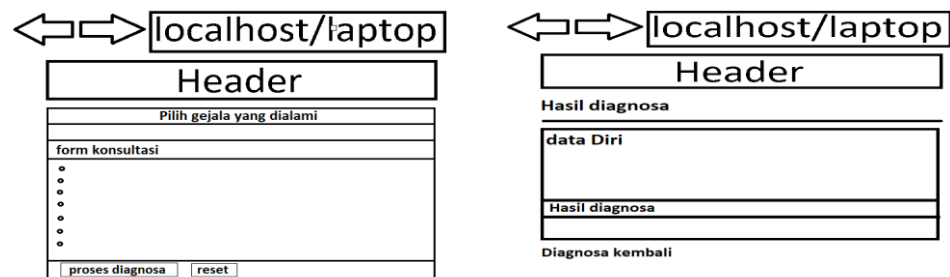 localhost/laptop
Header
Pilih gejala yang dialami
form konsultasi
proses diagnosa reset
localhost/laptop
Header
Hasil diagnosa
data Diri
Hasil diagnosa
Diagnosa kembali